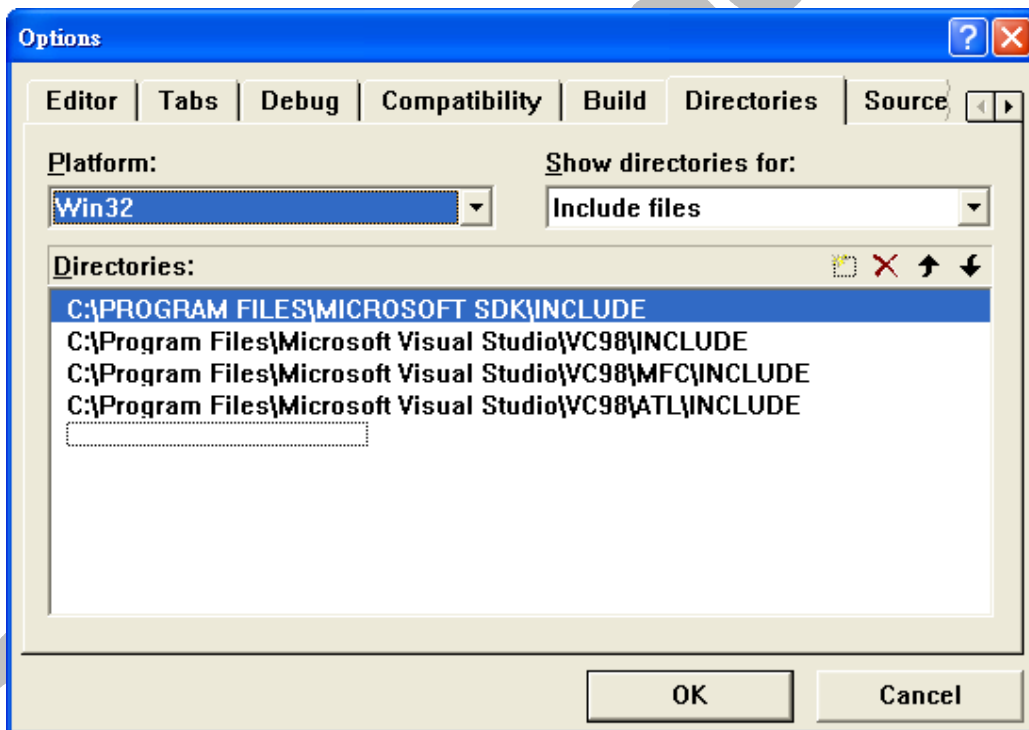 Options
Editor Tabs Debug Compatibility Build Directories Source
Platform: Show directories for:
Win32 Include files
Directories:
C:\PROGRAM FILES\MICROSOFT SDK\INCLUDE
C:\Program Files\Microsoft Visual Studio\VC98\INCLUDE
C:\Program Files\Microsoft Visual Studio\VC98\MFC\INCLUDE
C:\Program Files\Microsoft Visual Studio\VC98\ATL\INCLUDE
OK Cancel